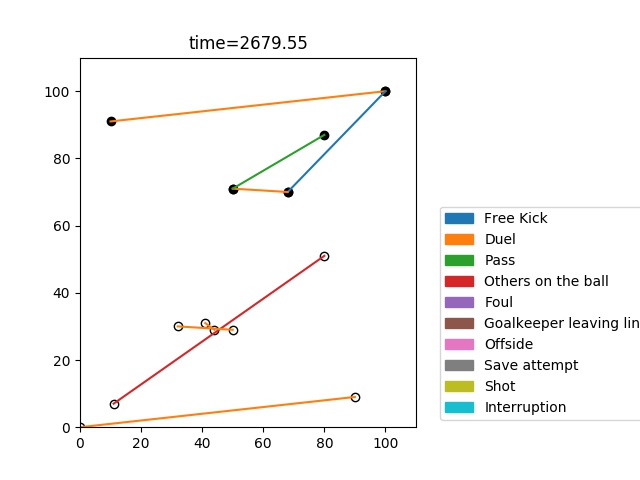 time=2679.55
100
80
60
40
20
0
0 20 40 60 80 100
Free Kick
Duel
Pass
Others on the ball
Foul
Goalkeeper leaving lin
Offside
Save attempt
Shot
Interruption